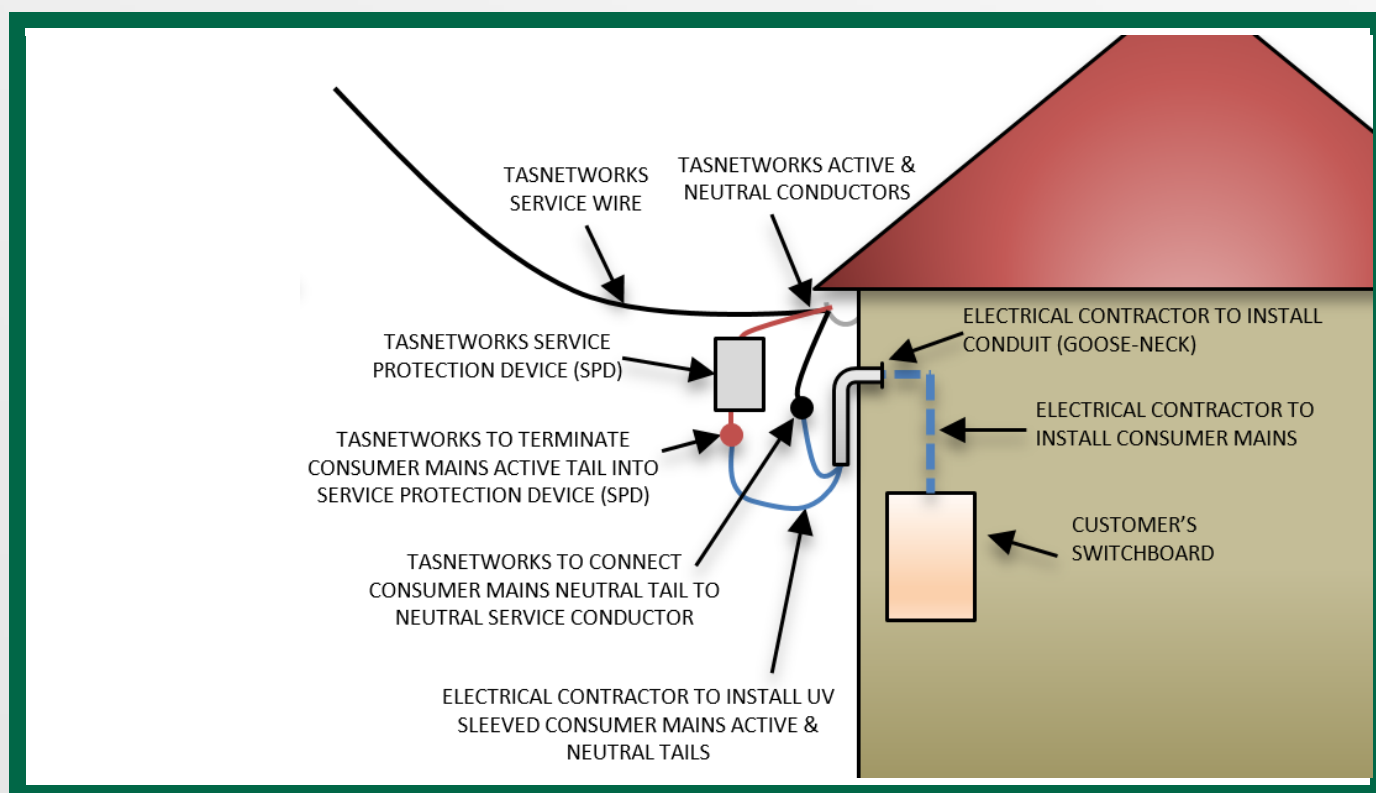 TASNETWORKS
SERVICE WIRE
TASNETWORKS ACTIVE &
NEUTRAL CONDUCTORS
TASNETWORKS SERVICE
PROTECTION DEVICE (SPD)
ELECTRICAL CONTRACTOR TO INSTALL
CONDUIT (GOOSE-NECK)
TASNETWORKS TO TERMINATE
CONSUMER MAINS ACTIVE TAIL INTO
SERVICE PROTECTION DEVICE (SPD)
ELECTRICAL CONTRACTOR TO
INSTALL CONSUMER MAINS
TASNETWORKS TO CONNECT
CONSUMER MAINS NEUTRAL TAIL TO
NEUTRAL SERVICE CONDUCTOR
CUSTOMER'S
SWITCHBOARD
ELECTRICAL CONTRACTOR TO INSTALL UV
SLEEVED CONSUMER MAINS ACTIVE &
NEUTRAL TAILS